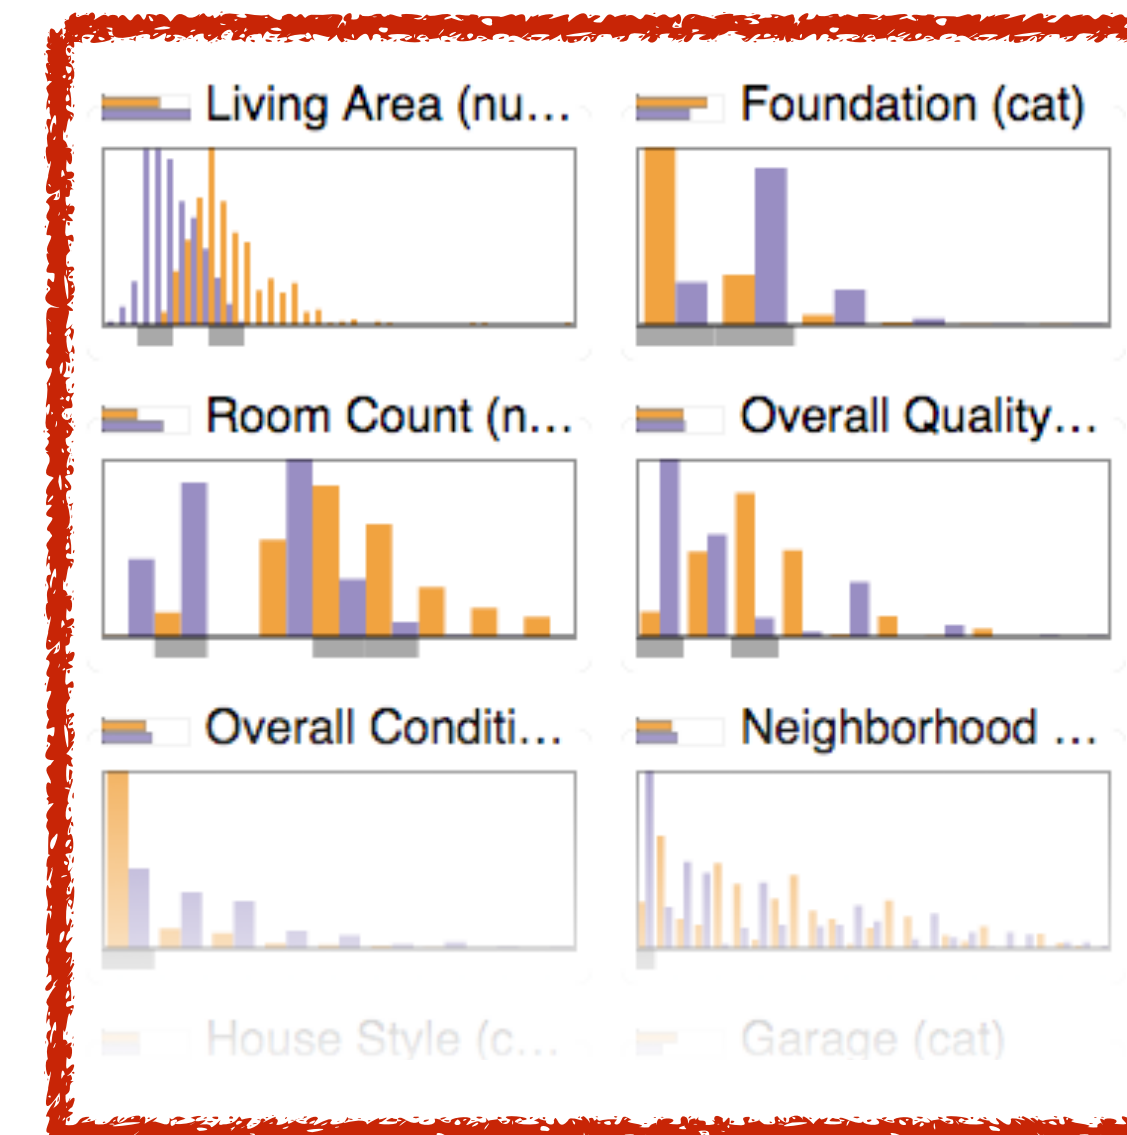 Living Area (nu...
Foundation (cat)
Room Count (n...
Overall Quality...
Overall Conditi...
Neighborhood ...
House Style (c...
Garage (cat)